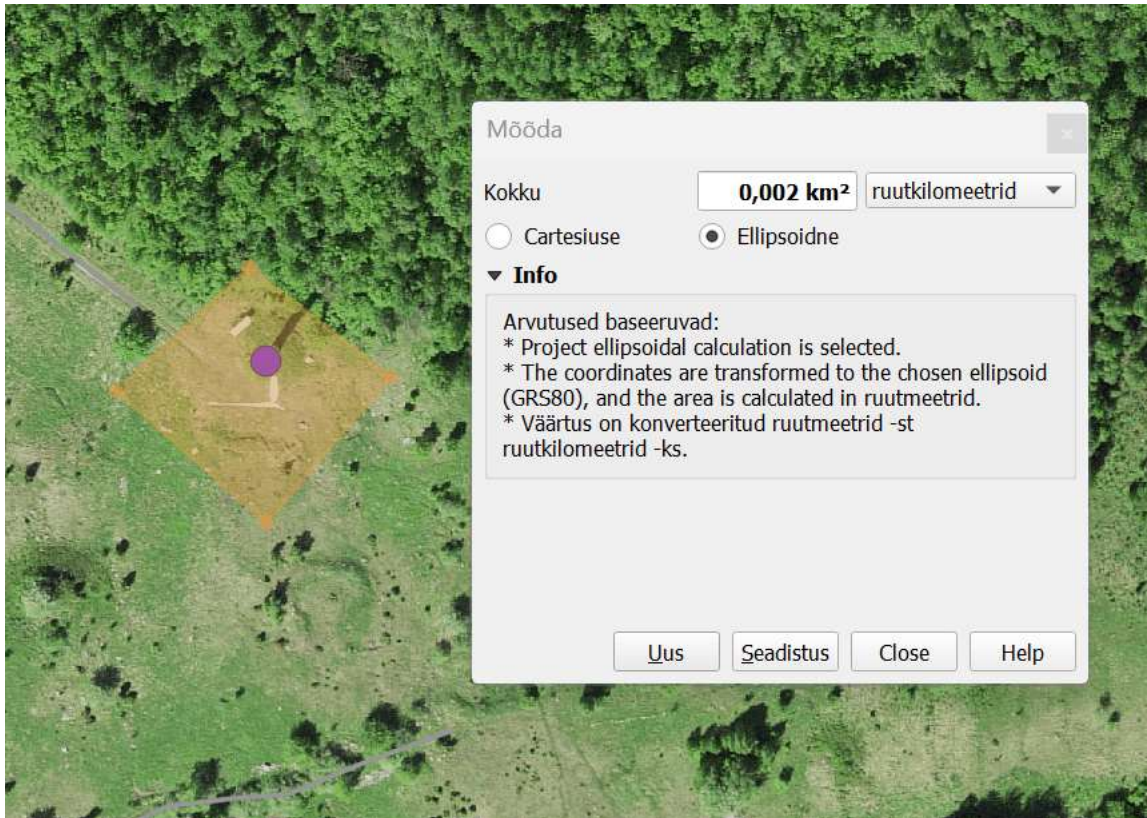 Mõõda
Kokku 0,002 km² ruutkilomeetrid
Cartesiuse Ellipsoidne
Info
Arvutused baseeruvad:
* Project ellipsoidal calculation is selected.
* The coordinates are transformed to the chosen ellipsoid
(GRS80), and the area is calculated in ruutmeetrid.
* Väärtus on konverteeritud ruutmeetrid -st
ruutkilomeetrid -ks.
Uus Seadistus Close Help